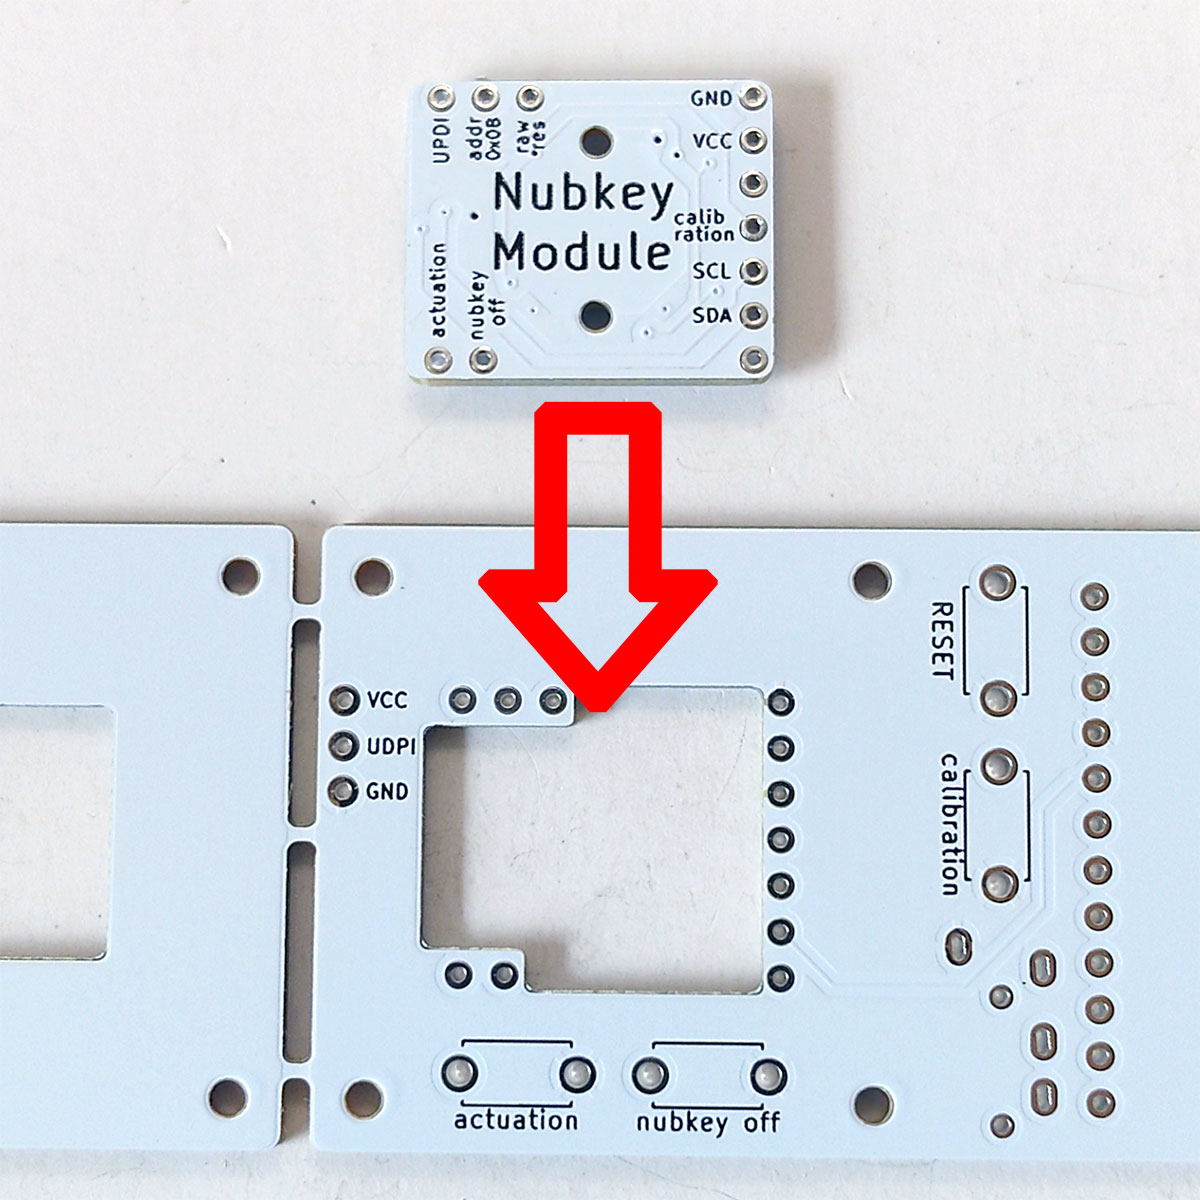 GND
UPDI
addr
0x0B
raw
*res
VCC
Nubkey
Module
calib
ration
SCL
SDA
actuation
nubkey
off
RESET
VCC
UDPI
GND
calibration
actuation
nubkey off